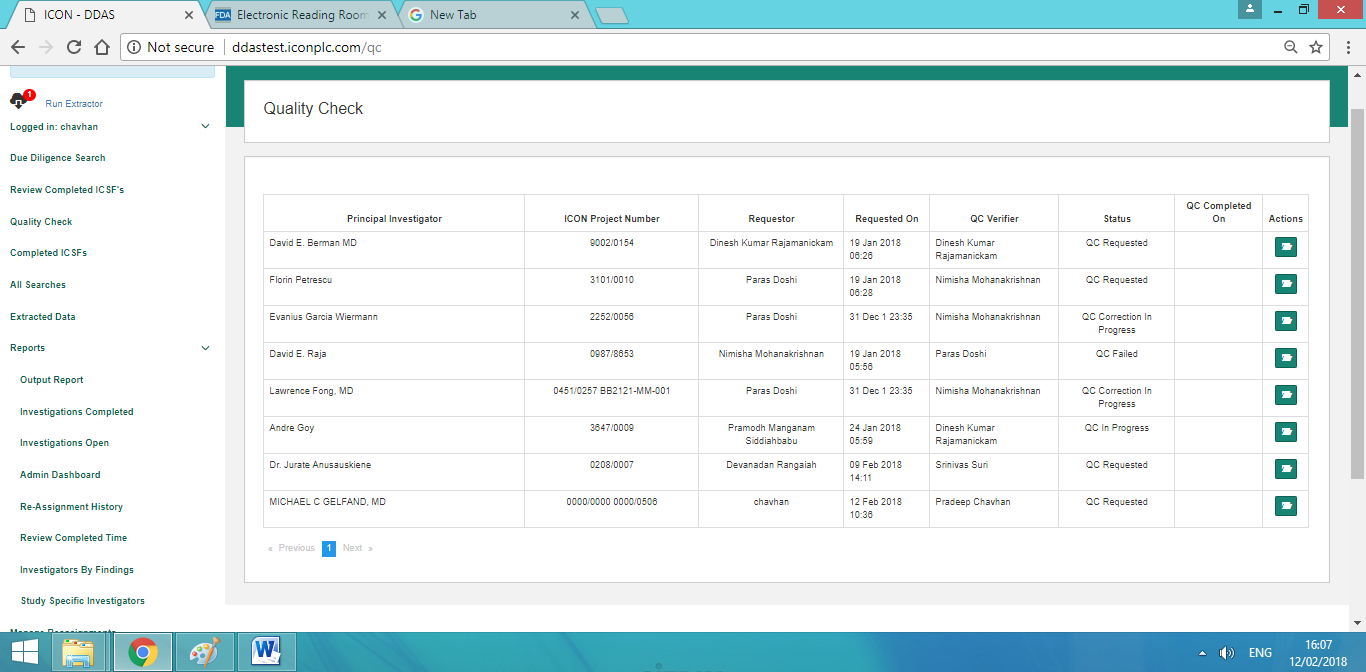 ICON - DDAS
Electronic Reading Room
New Tab
Not secure
ddastest.iconplc.com/qc
1
Run Extractor
Logged in: chavhan
Due Diligence Search
Review Completed ICSF's
Quality Check
Completed ICSFs
All Searches
Extracted Data
Reports
Output Report
Investigations Completed
Investigations Open
Admin Dashboard
Re-Assignment History
Review Completed Time
Investigators By Findings
Study Specific Investigators
Quality Check
Principal Investigator ICON Project Number Requestor Requested On QC Verifier Status QC Completed On Actions
David E. Berman MD 9002/0154 Dinesh Kumar Rajamanickam 19 Jan 2018 06:26 Dinesh Kumar Rajamanickam QC Requested
Florin Petrescu 3101/0010 Paras Doshi 19 Jan 2018 06:28 Nimisha Mohanakrishnan QC Requested
Evanius Garcia Wiermann 2252/0056 Paras Doshi 31 Dec 1 23:35 Nimisha Mohanakrishnan QC Correction In Progress
David E. Raja 0987/8653 Nimisha Mohanakrishnan 19 Jan 2018 05:56 Paras Doshi QC Failed
Lawrence Fong, MD 0451/0257 BB2121-MM-001 Paras Doshi 31 Dec 1 23:35 Nimisha Mohanakrishnan QC Correction In Progress
Andre Goy 3647/0009 Pramodh Manganam Siddiahbabu 24 Jan 2018 05:59 Dinesh Kumar Rajamanickam QC In Progress
Dr. Jurate Anusauskiene 0208/0007 Devanadan Rangaiah 09 Feb 2018 14:11 Srinivas Suri QC Requested
MICHAEL C GELFAND, MD 0000/0000 0000/0506 chavhan 12 Feb 2018 10:36 Pradeep Chavhan QC Requested
« Previous 1 Next »
ENG
16:07
12/02/2018